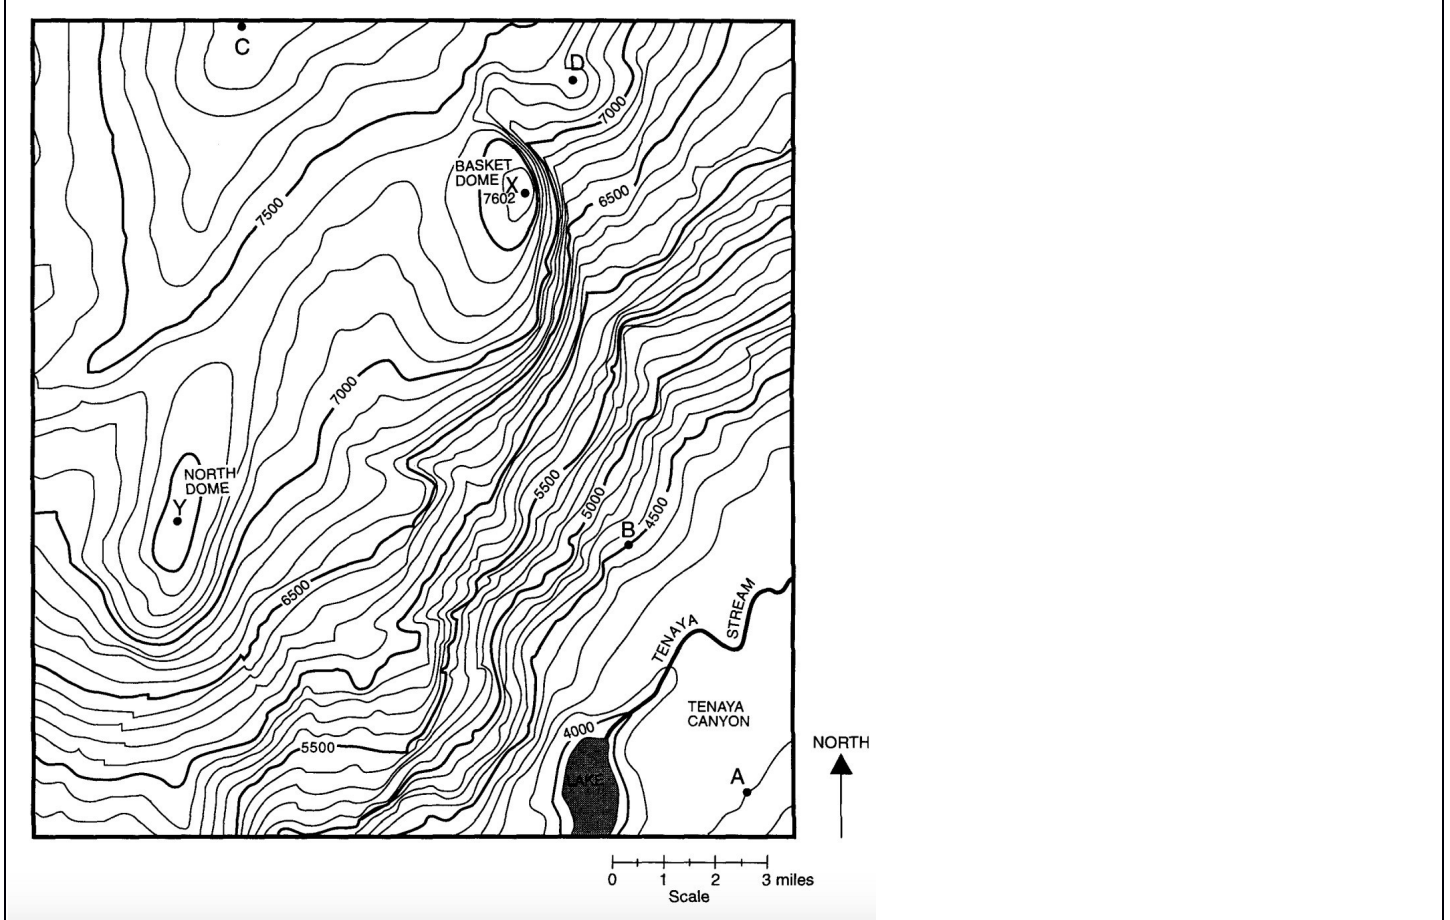 C
D
7000
BASKET
DOME
X
7602
6500
7500
7000
NORTH
DOME
Y
5500
5000
4500
B
6500
STREAM
TENAYA
TENAYA
CANYON
4000
5500
NORTH
LAKE
A
0 1 2 3 miles
Scale